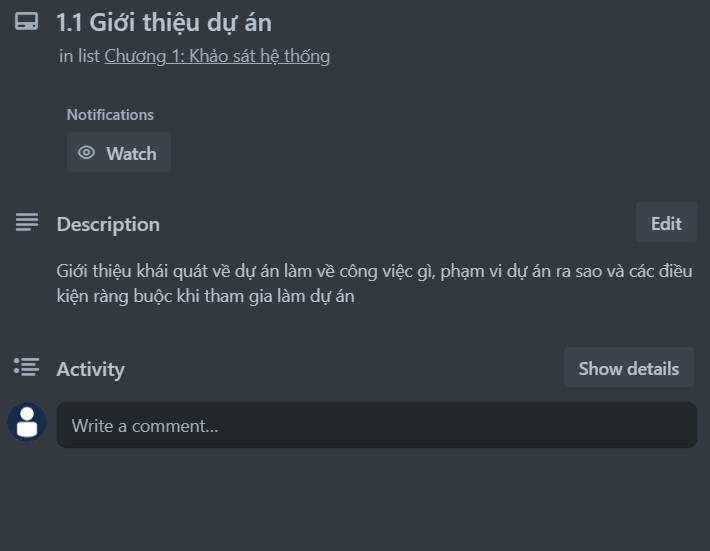 1.1 Giới thiệu dự án
in list Chương 1: Khảo sát hệ thống
Notifications
Watch
Description
Edit
Giới thiệu khái quát về dự án làm về công việc gì, phạm vi dự án ra sao và các điều
kiện ràng buộc khi tham gia làm dự án
Activity
Show details
Write a comment...